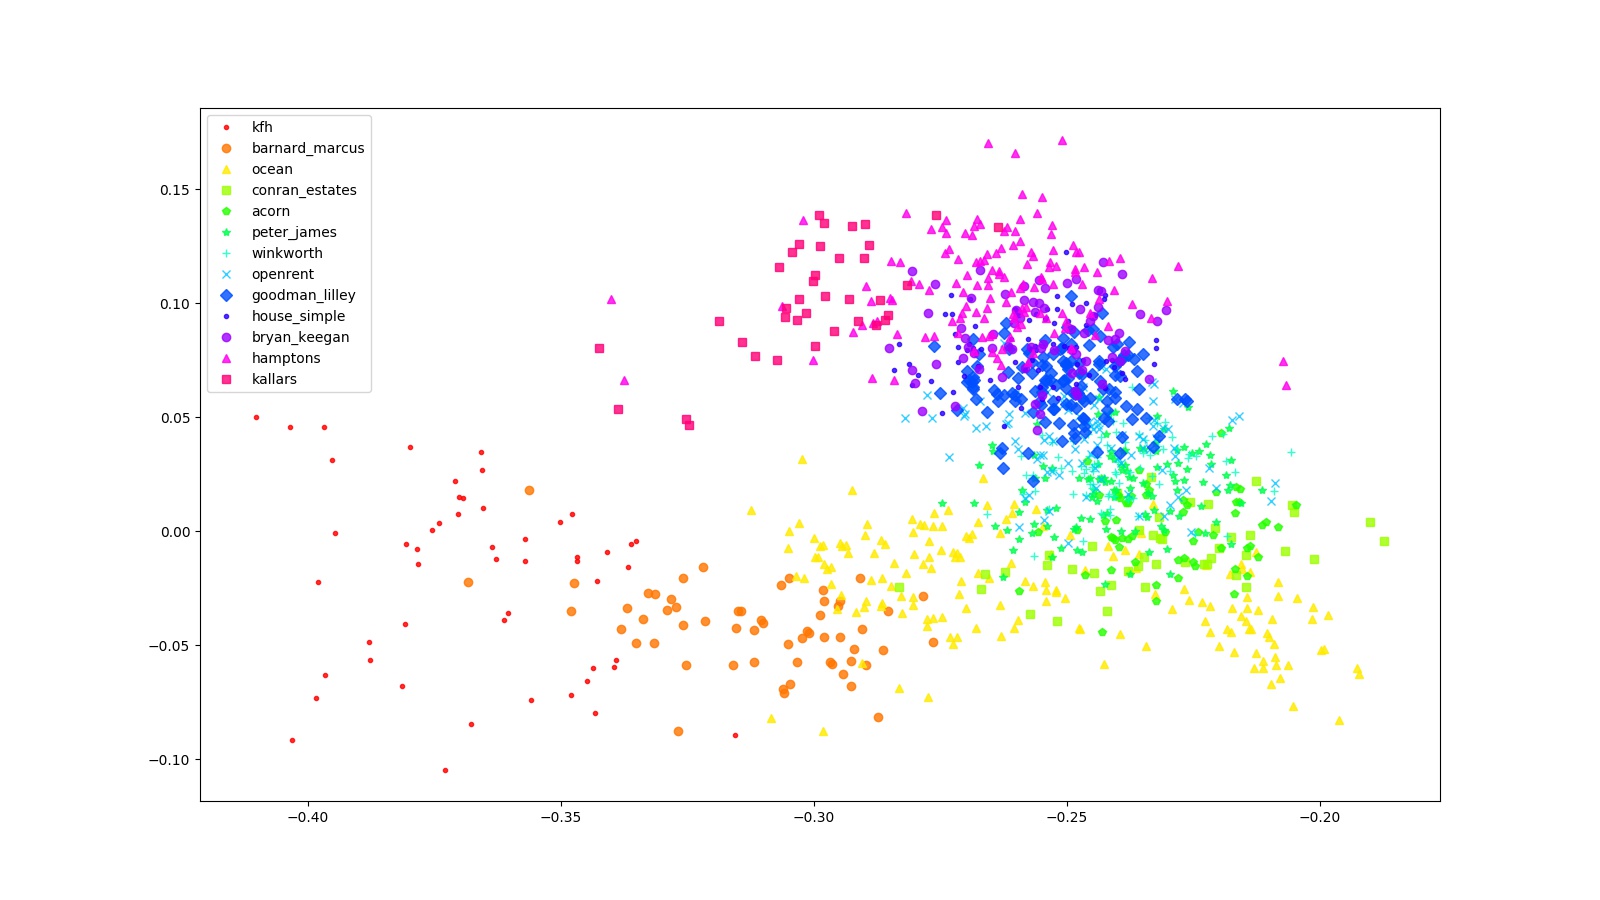 kfh
barnard_marcus
ocean
conran_estates
acorn
peter_james
winkworth
openrent
goodman_lilley
house_simple
bryan_keegan
hamptons
kallars
0.15
0.10
0.05
0.00
−0.05
−0.10
−0.40 −0.35 −0.30 −0.25 −0.20